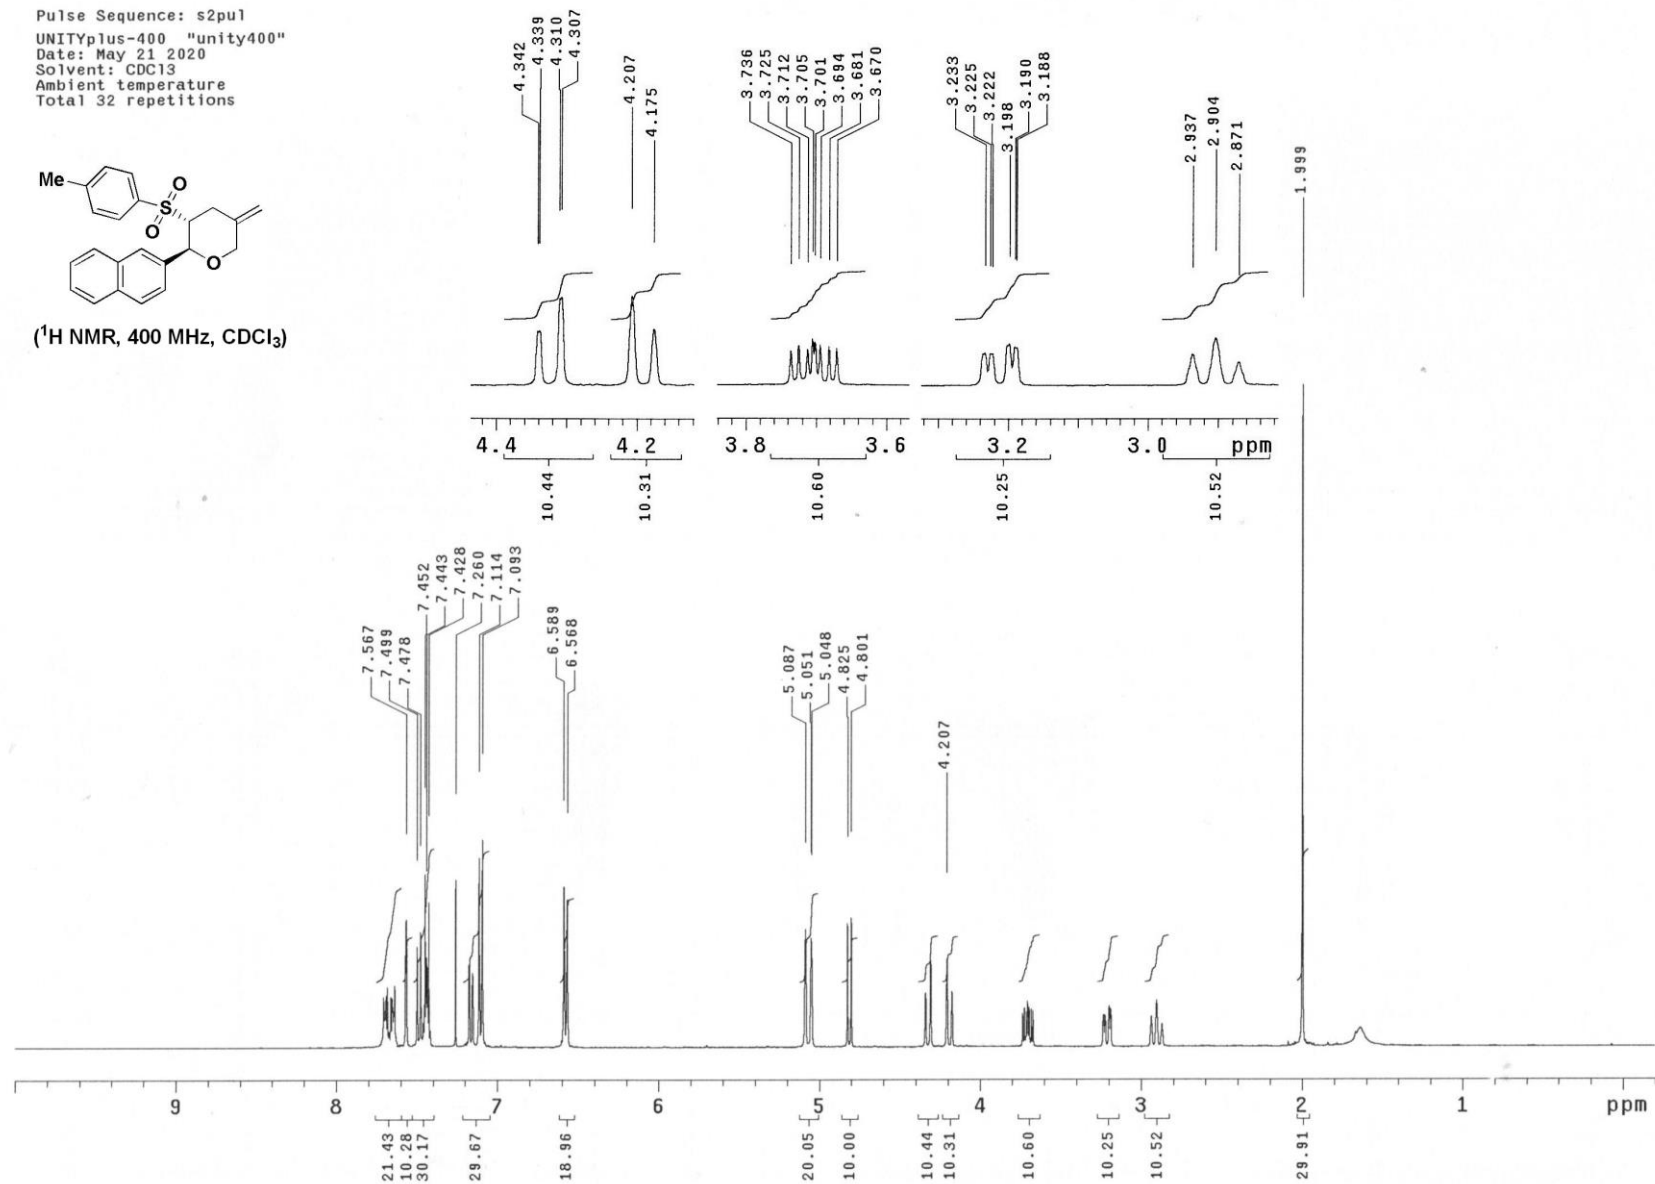 Pulse Sequence: s2pul
UNITYplus-400 "unity400"
Date: May 21 2020
Solvent: CDCl3
Ambient temperature
Total 32 repetitions
Me
S
O
O
O
(¹H NMR, 400 MHz, CDCl₃)
4.342
4.339
4.310
4.307
4.207
4.175
3.736
3.725
3.712
3.705
3.701
3.694
3.681
3.670
3.233
3.225
3.222
3.198
3.190
3.188
2.937
2.904
2.871
1.999
4.4 4.2 3.8 3.6 3.2 3.0 ppm
10.44 10.31 10.60 10.25 10.52
7.567
7.499
7.478
7.452
7.443
7.428
7.260
7.114
7.093
6.589
6.568
5.087
5.051
5.048
4.825
4.801
4.207
9 8 7 6 5 4 3 2 1 ppm
21.43 10.28 30.17 29.67 18.96 20.05 10.00 10.44 10.31 10.60 10.25 10.52 29.91